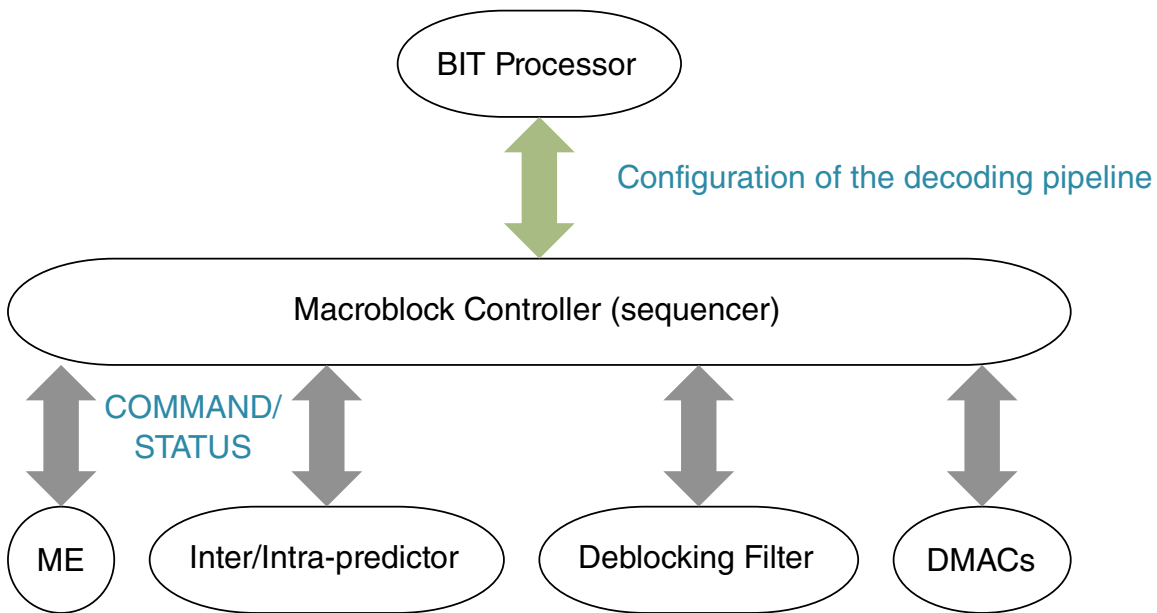 BIT Processor
Configuration of the decoding pipeline
Macroblock Controller (sequencer)
COMMAND/
STATUS
ME
Inter/Intra-predictor
Deblocking Filter
DMACs